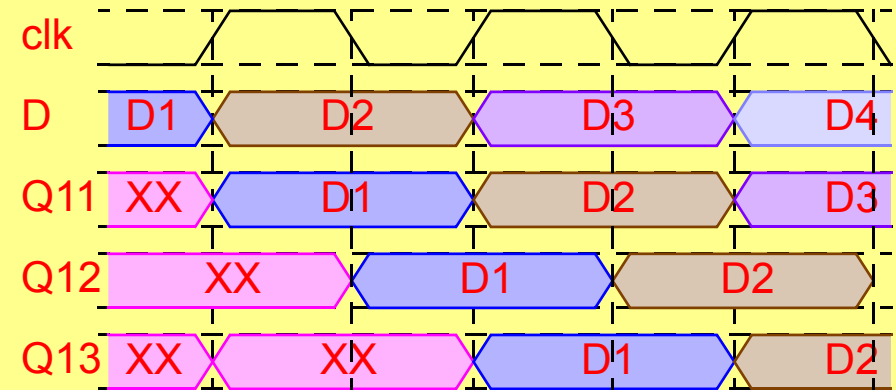 clk
D D1 D2 D3 D4
Q11 XX D1 D2 D3
Q12 XX D1 D2
Q13 XX XX D1 D2